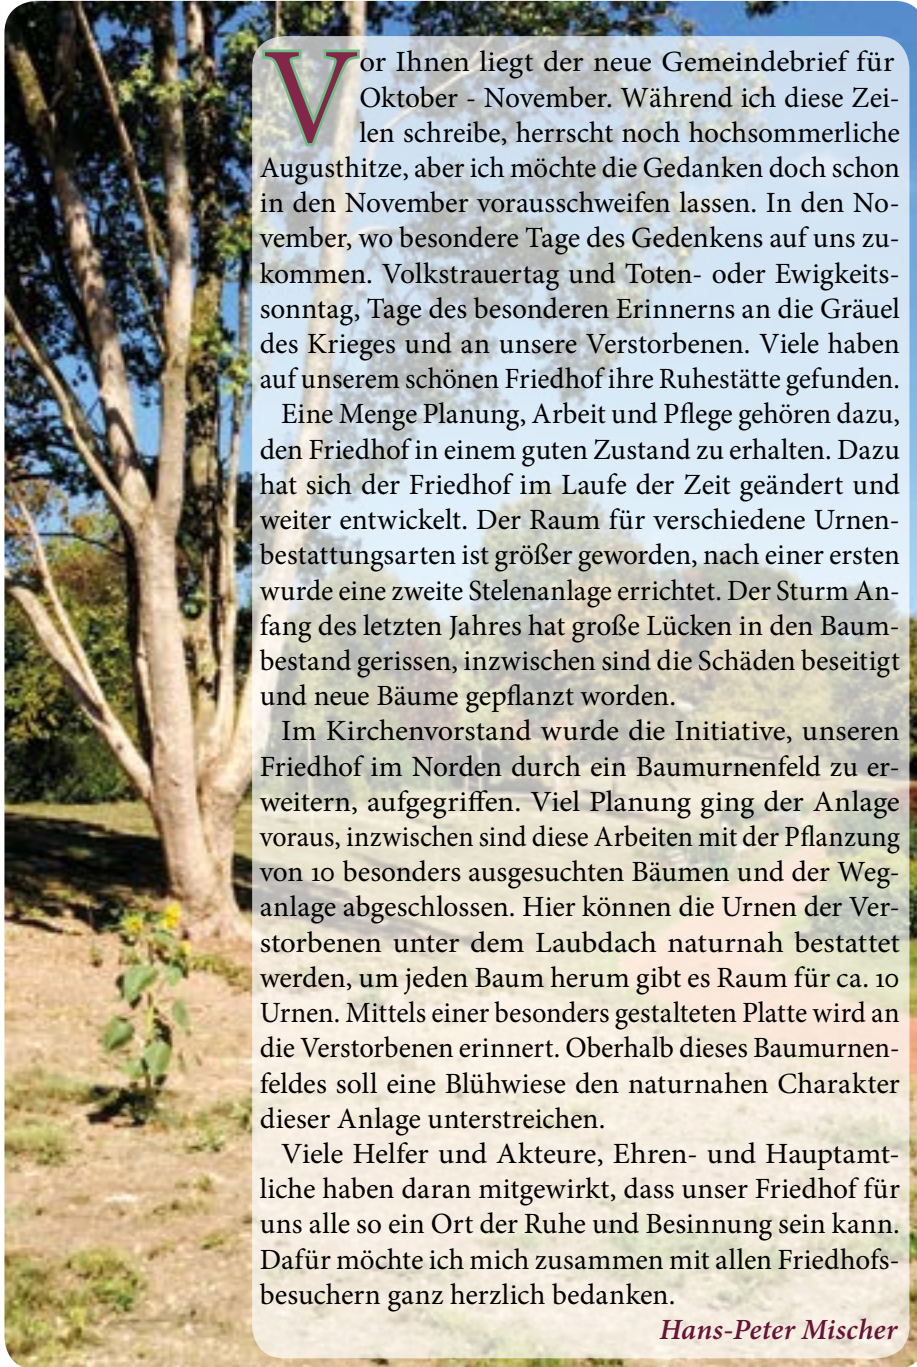 Vor Ihnen liegt der neue Gemeindebrief für
Oktober - November. Während ich diese Zei-
len schreibe, herrscht noch hochsommerliche
Augusthitze, aber ich möchte die Gedanken doch schon
in den November vorausschweifen lassen. In den No-
vember, wo besondere Tage des Gedenkens auf uns zu-
kommen. Volkstrauertag und Toten- oder Ewigkeits-
sonntag, Tage des besonderen Erinnerns an die Gräuel
des Krieges und an unsere Verstorbenen. Viele haben
auf unserem schönen Friedhof ihre Ruhestätte gefunden.
Eine Menge Planung, Arbeit und Pflege gehören dazu,
den Friedhof in einem guten Zustand zu erhalten. Dazu
hat sich der Friedhof im Laufe der Zeit geändert und
weiter entwickelt. Der Raum für verschiedene Urnen-
bestattungsarten ist größer geworden, nach einer ersten
wurde eine zweite Stelenanlage errichtet. Der Sturm An-
fang des letzten Jahres hat große Lücken in den Baum-
bestand gerissen, inzwischen sind die Schäden beseitigt
und neue Bäume gepflanzt worden.
Im Kirchenvorstand wurde die Initiative, unseren
Friedhof im Norden durch ein Baumurnenfeld zu er-
weitern, aufgegriffen. Viel Planung ging der Anlage
voraus, inzwischen sind diese Arbeiten mit der Pflanzung
von 10 besonders ausgesuchten Bäumen und der Weg-
anlage abgeschlossen. Hier können die Urnen der Ver-
storbenen unter dem Laubdach naturnah bestattet
werden, um jeden Baum herum gibt es Raum für ca. 10
Urnen. Mittels einer besonders gestalteten Platte wird an
die Verstorbenen erinnert. Oberhalb dieses Baumurnen-
feldes soll eine Blühwiese den naturnahen Charakter
dieser Anlage unterstreichen.
Viele Helfer und Akteure, Ehren- und Hauptamt-
liche haben daran mitgewirkt, dass unser Friedhof für
uns alle so ein Ort der Ruhe und Besinnung sein kann.
Dafür möchte ich mich zusammen mit allen Friedhofs-
besuchern ganz herzlich bedanken.
Hans-Peter Mischer